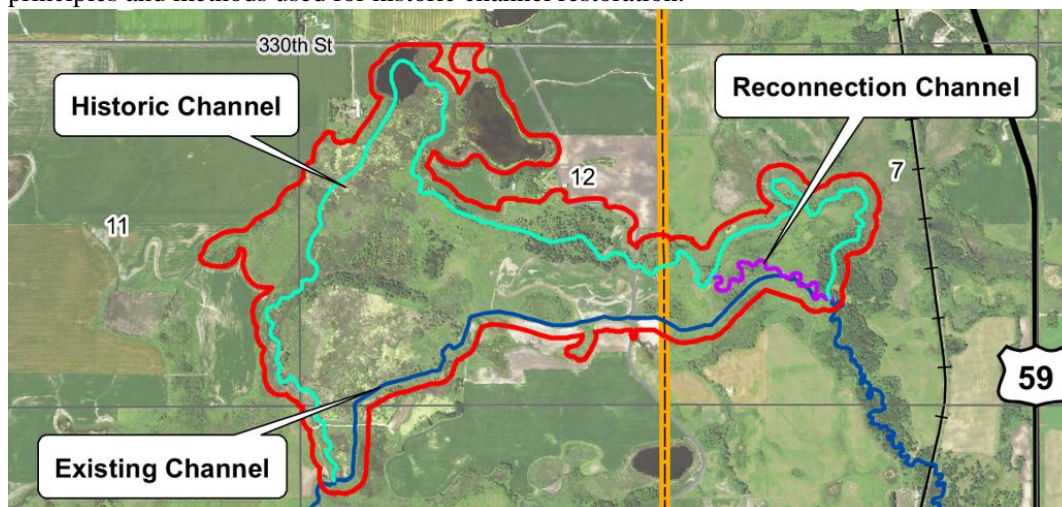 principles and methods used for historic channel restoration.
330th St
Historic Channel
Reconnection Channel
12
7
11
59
Existing Channel